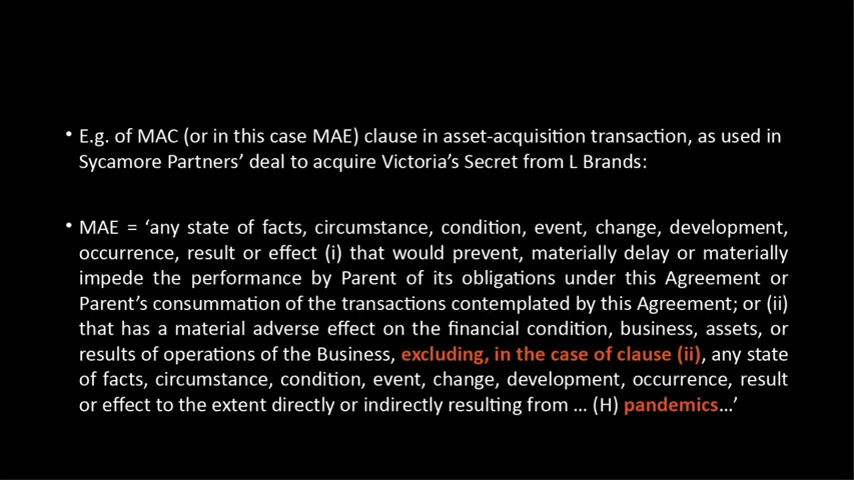 • E.g. of MAC (or in this case MAE) clause in asset-acquisition transaction, as used in
Sycamore Partners’ deal to acquire Victoria’s Secret from L Brands:
• MAE = ‘any state of facts, circumstance, condition, event, change, development,
occurrence, result or effect (i) that would prevent, materially delay or materially
impede the performance by Parent of its obligations under this Agreement or
Parent’s consummation of the transactions contemplated by this Agreement; or (ii)
that has a material adverse effect on the financial condition, business, assets, or
results of operations of the Business, excluding, in the case of clause (ii), any state
of facts, circumstance, condition, event, change, development, occurrence, result
or effect to the extent directly or indirectly resulting from … (H) pandemics…’